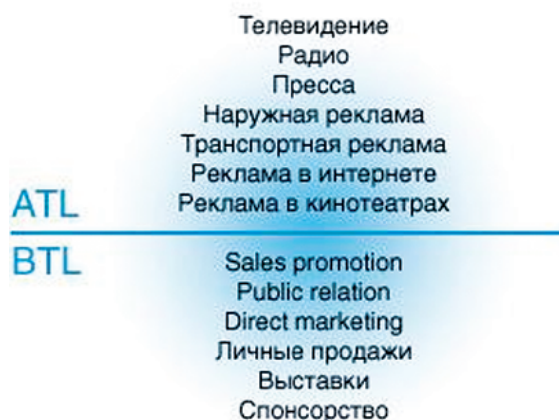 Телевидение
Радио
Пресса
Наружная реклама
Транспортная реклама
Реклама в интернете
ATL
Реклама в кинотеатрах
BTL
Sales promotion
Public relation
Direct marketing
Личные продажи
Выставки
Спонсорство